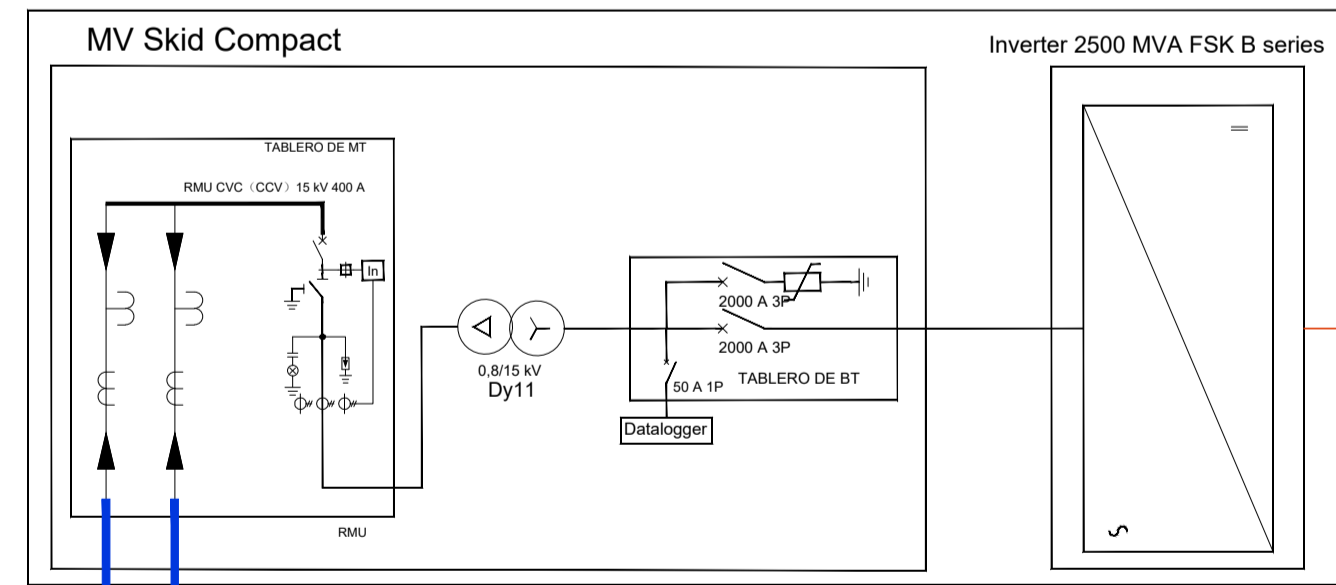 MV Skid Compact
Inverter 2500 MVA FSK B series
TABLERO DE MT
RMU CVC（CCV）15 kV 400 A
In
2000 A 3P
0,8/15 kV
Dy11
2000 A 3P
50 A 1P
TABLERO DE BT
Datalogger
RMU